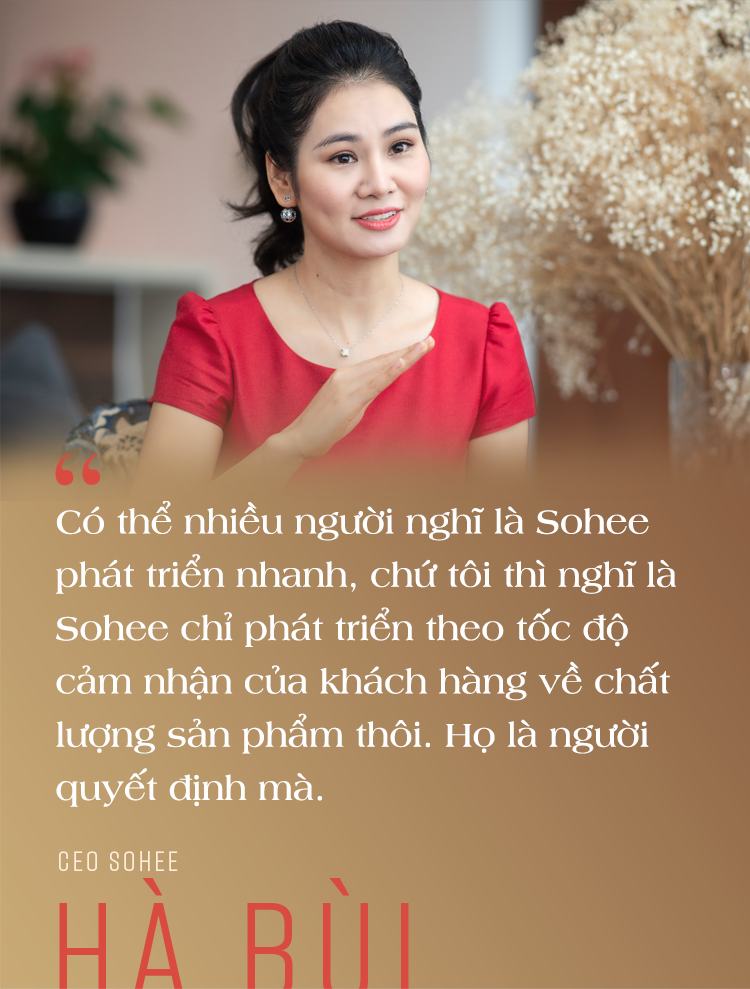 “
Có thể nhiều người nghĩ là Sohee
phát triển nhanh, chứ tôi thì nghĩ là
Sohee chỉ phát triển theo tốc độ
cảm nhận của khách hàng về chất
lượng sản phẩm thôi. Họ là người
quyết định mà.
CEO SOHEE
HÀ BÙI